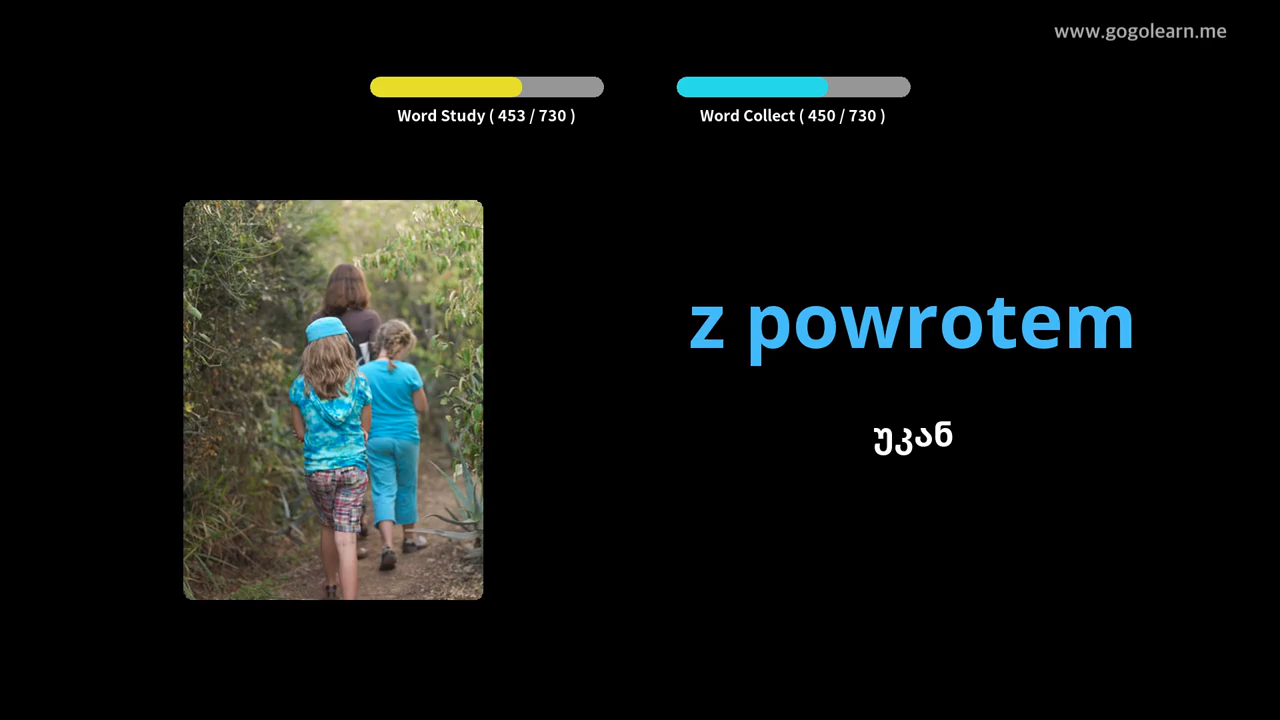 www.gogolearn.me
Word Study ( 453 / 730 )
Word Collect ( 450 / 730 )
z powrotem
უკან